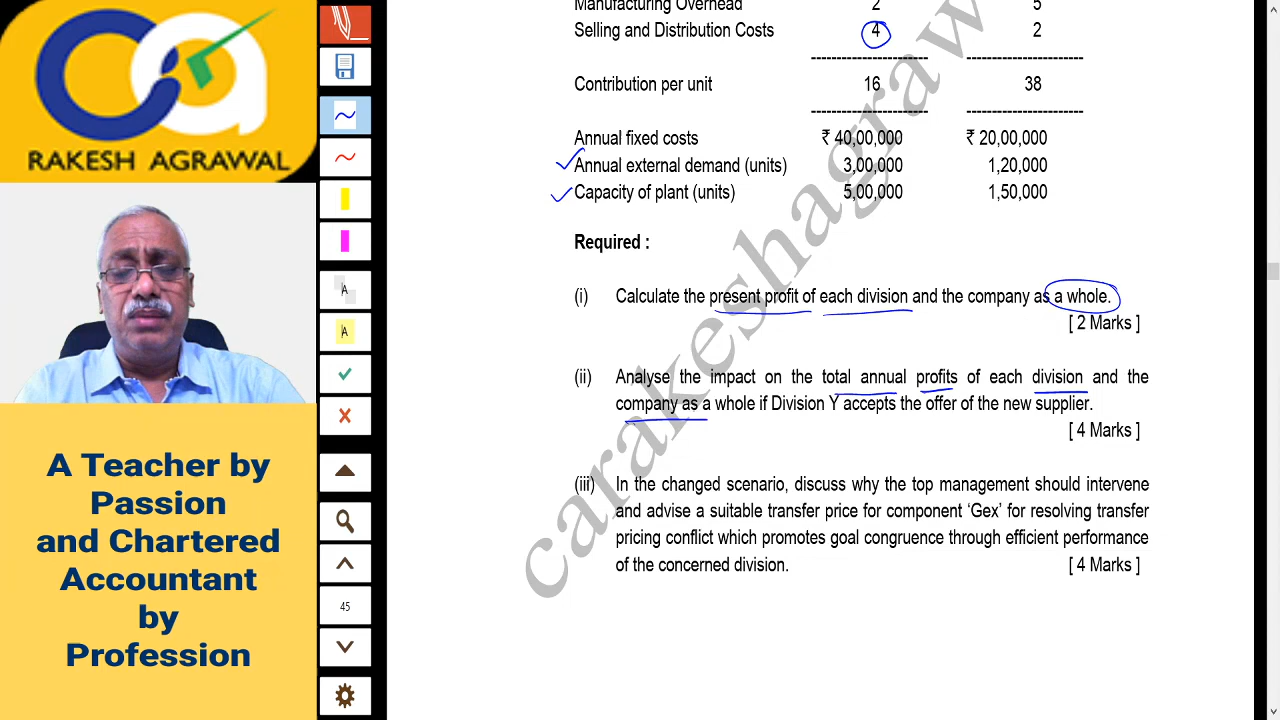 Manufacturing Overhead 2 5
Selling and Distribution Costs 4 2
Contribution per unit 16 38
Annual fixed costs ₹ 40,00,000 ₹ 20,00,000
Annual external demand (units) 3,00,000 1,20,000
Capacity of plant (units) 5,00,000 1,50,000
Required :
(i) Calculate the present profit of each division and the company as a whole.
[ 2 Marks ]
(ii) Analyse the impact on the total annual profits of each division and the
company as a whole if Division Y accepts the offer of the new supplier.
[ 4 Marks ]
(iii) In the changed scenario, discuss why the top management should intervene
and advise a suitable transfer price for component ‘Gex’ for resolving transfer
pricing conflict which promotes goal congruence through efficient performance
of the concerned division. [ 4 Marks ]
carakeshagraw
ca
RAKESH AGRAWAL
A Teacher by
Passion
and Chartered
Accountant
by
Profession
A
A
45